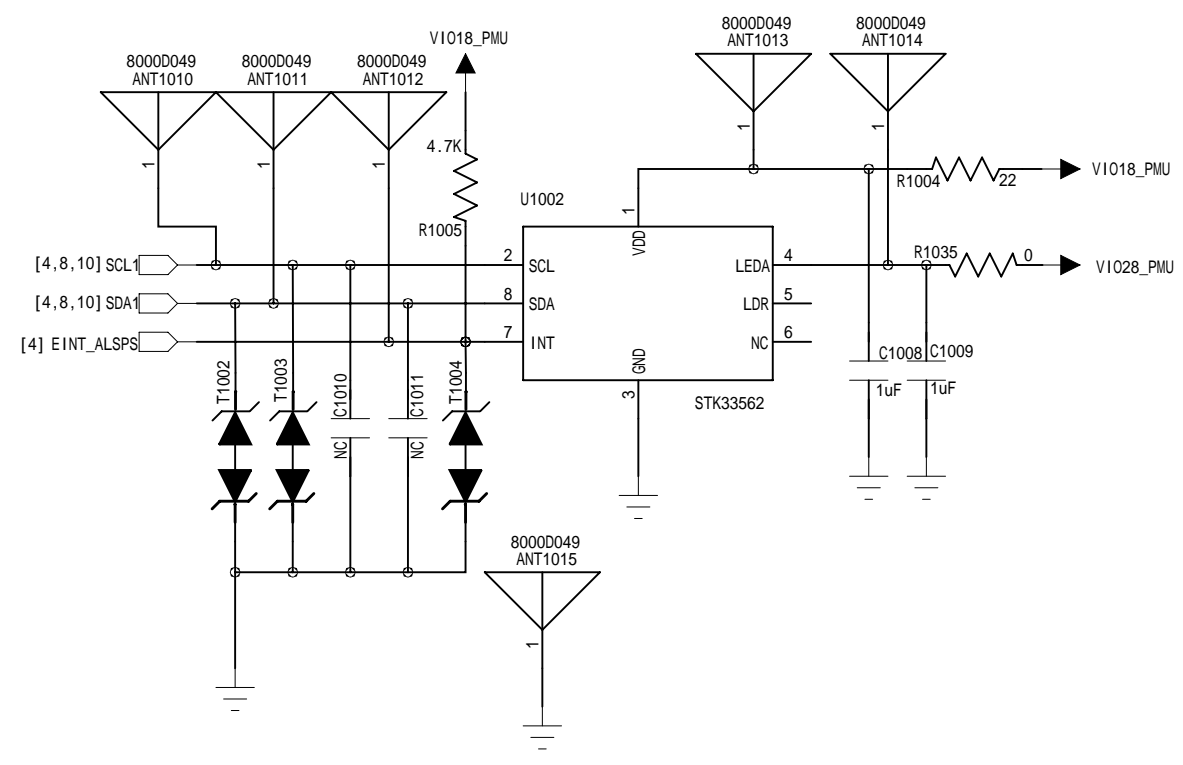 8000D049
ANT1013
8000D049
ANT1014
VIO18_PMU
8000D049
ANT1010
8000D049
ANT1011
8000D049
ANT1012
1
1
1
1
1
4.7K
R1005
R1004
22
VIO18_PMU
U1002
1
VDD
[4,8,10] SCL1
2
SCL
LEDA
4
R1035
0
VIO28_PMU
[4,8,10] SDA1
8
SDA
LDR
5
[4] EINT_ALSPS
7
INT
NC
6
GND
3
STK33562
T1002
T1003
C1010
NC
C1011
NC
T1004
C1008
1uF
C1009
1uF
8000D049
ANT1015
1